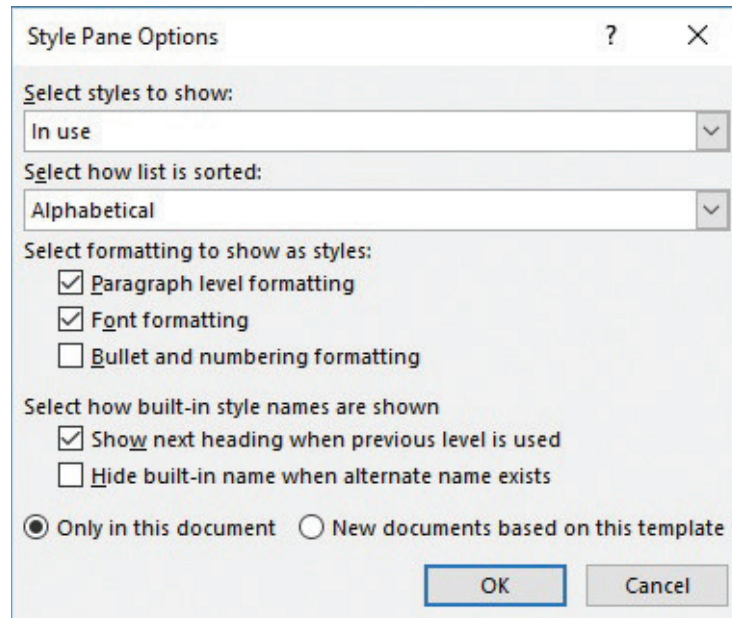 Style Pane Options ?
Select styles to show:
In use
Select how list is sorted:
Alphabetical
Select formatting to show as styles:
Paragraph level formatting
Font formatting
Bullet and numbering formatting
Select how built-in style names are shown
Show next heading when previous level is used
Hide built-in name when alternate name exists
Only in this document New documents based on this template
OK Cancel